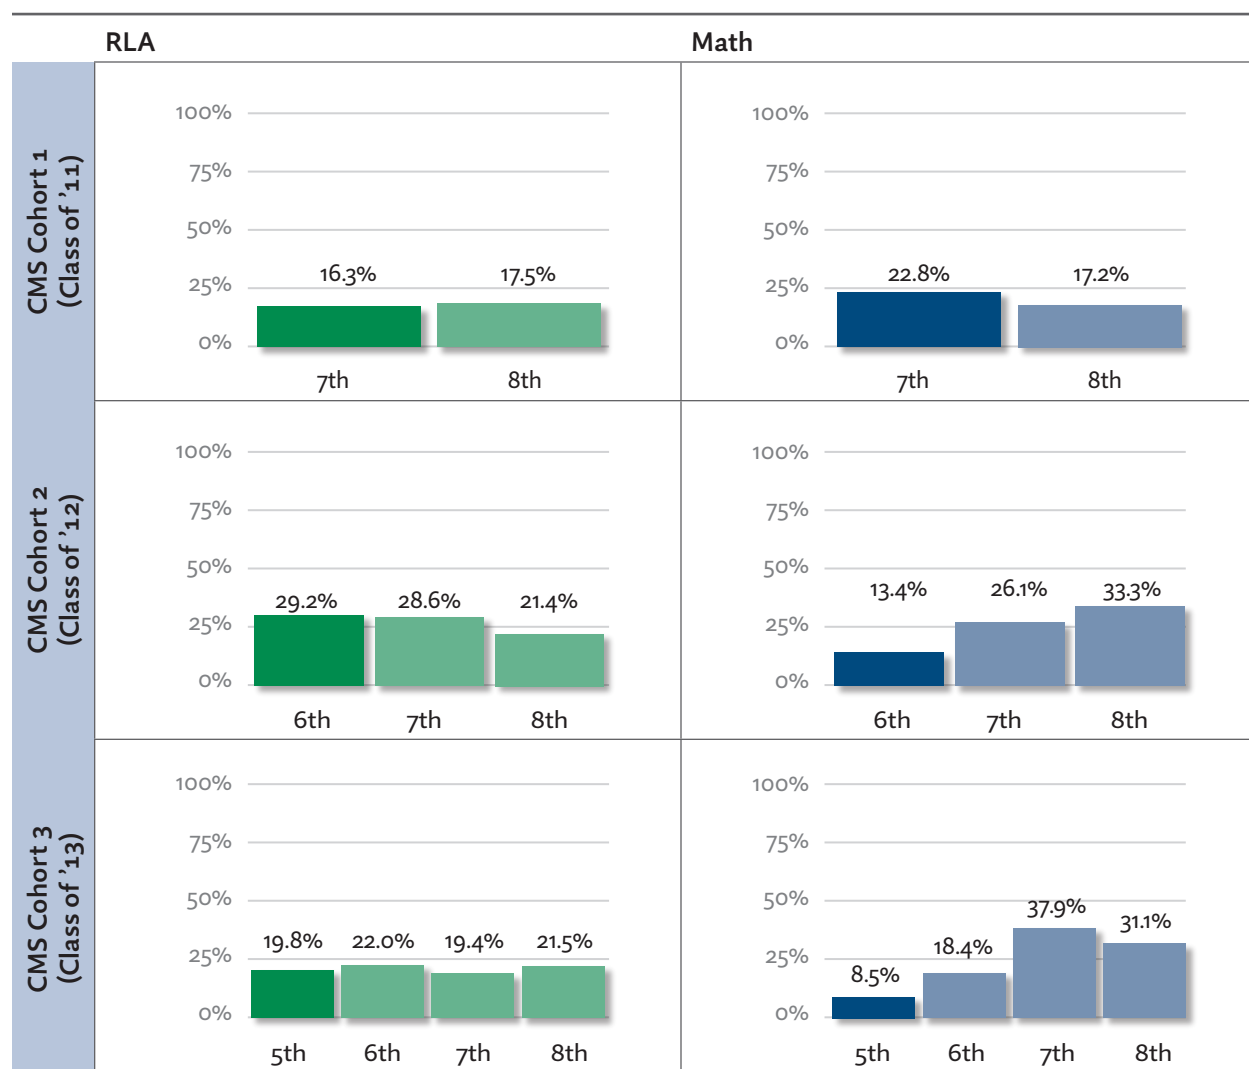 RLA
Math
CMS Cohort 1
(Class of ’11)
100%
75%
50%
25%
0%
16.3%
17.5%
7th
8th
100%
75%
50%
25%
0%
22.8%
17.2%
7th
8th
CMS Cohort 2
(Class of ’12)
100%
75%
50%
25%
0%
29.2%
28.6%
21.4%
6th
7th
8th
100%
75%
50%
25%
0%
13.4%
26.1%
33.3%
6th
7th
8th
CMS Cohort 3
(Class of ’13)
100%
75%
50%
25%
0%
19.8%
22.0%
19.4%
21.5%
5th
6th
7th
8th
100%
75%
50%
25%
0%
8.5%
18.4%
37.9%
31.1%
5th
6th
7th
8th